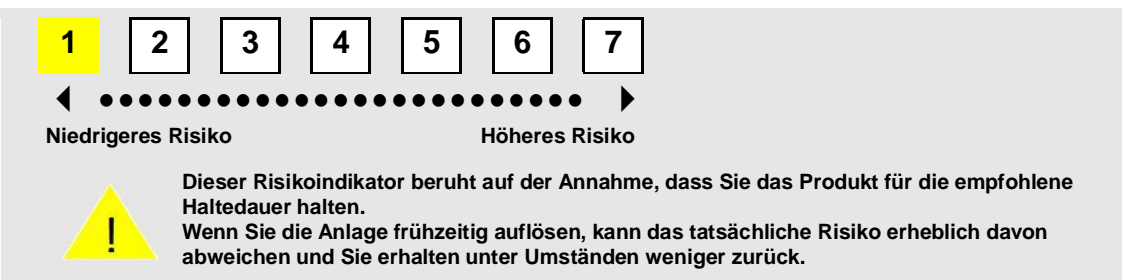 1 2 3 4 5 6 7
Niedrigeres Risiko Höheres Risiko
Dieser Risikoindikator beruht auf der Annahme, dass Sie das Produkt für die empfohlene
Haltedauer halten.
!
Wenn Sie die Anlage frühzeitig auflösen, kann das tatsächliche Risiko erheblich davon
abweichen und Sie erhalten unter Umständen weniger zurück.